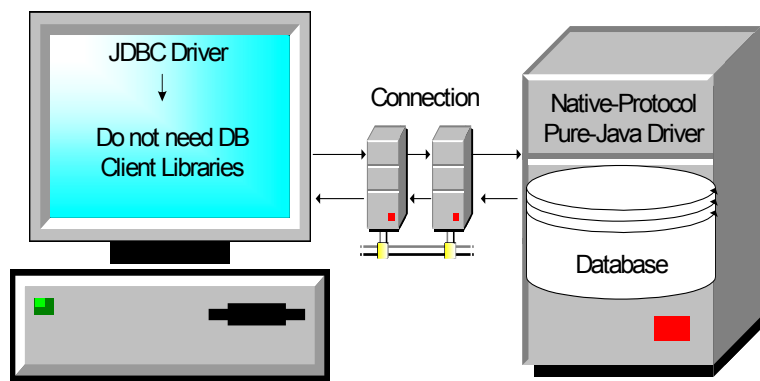 JDBC Driver
Do not need DB
Client Libraries
Connection
Native-Protocol
Pure-Java Driver
Database